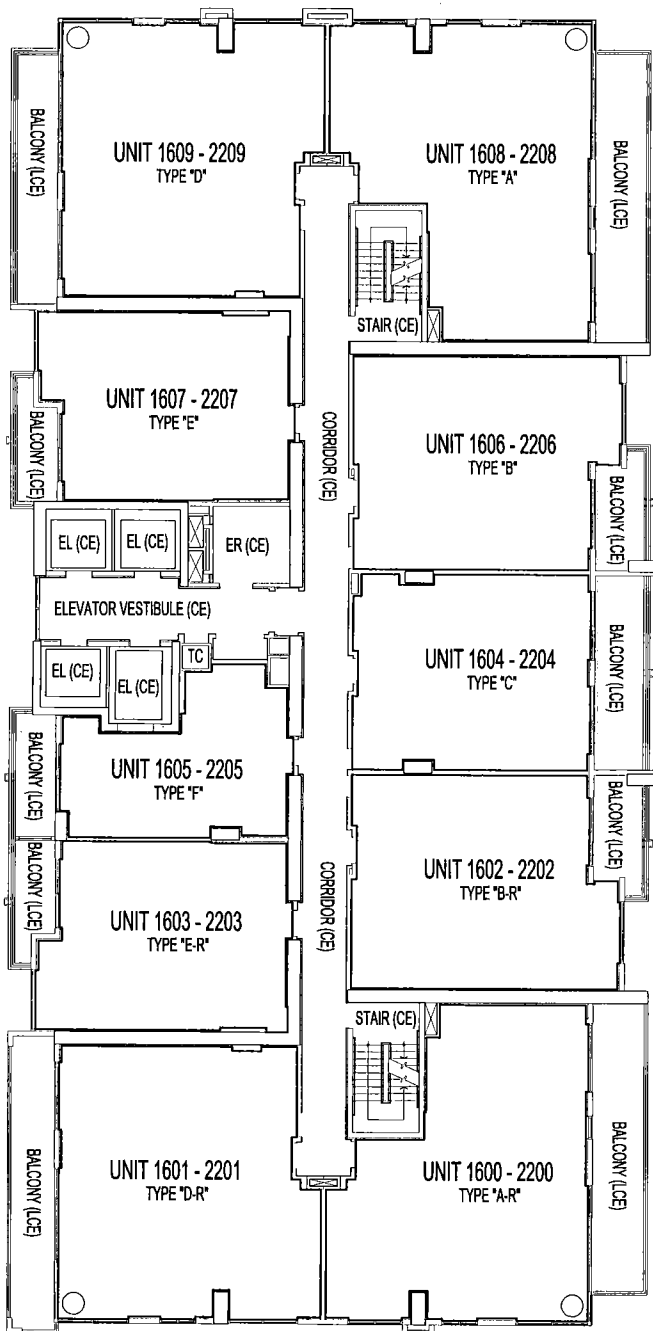 BALCONY (LCE)
UNIT 1609 - 2209
TYPE "D"
UNIT 1608 - 2208
TYPE "A"
BALCONY (LCE)
STAIR (CE)
BALCONY (LCE)
UNIT 1607 - 2207
TYPE "E"
CORRIDOR (CE)
UNIT 1606 - 2206
TYPE "B"
BALCONY (LCE)
EL (CE)
EL (CE)
ER (CE)
ELEVATOR VESTIBULE (CE)
TC
EL (CE)
EL (CE)
UNIT 1604 - 2204
TYPE "C"
BALCONY (LCE)
BALCONY (LCE)
UNIT 1605 - 2205
TYPE "F"
BALCONY (LCE)
BALCONY (LCE)
UNIT 1603 - 2203
TYPE "E-R"
CORRIDOR (CE)
UNIT 1602 - 2202
TYPE "B-R"
STAIR (CE)
BALCONY (LCE)
UNIT 1601 - 2201
TYPE "D-R"
UNIT 1600 - 2200
TYPE "A-R"
BALCONY (LCE)